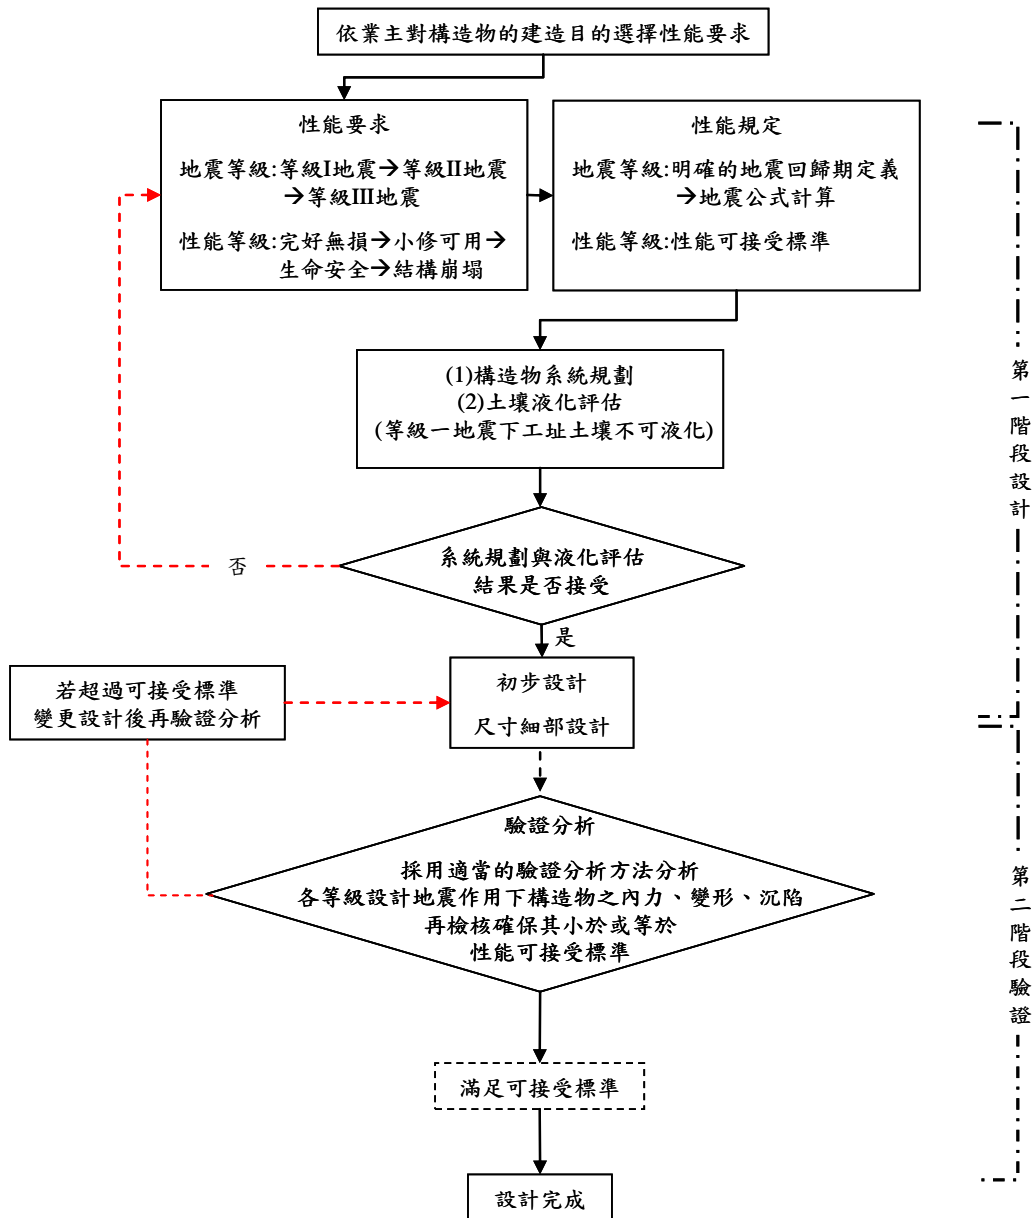 依業主對構造物的建造目的選擇性能要求
性能要求
地震等級:等級I地震→等級II地震
→等級III地震
性能等級:完好無損→小修可用→
生命安全→結構崩塌
性能規定
地震等級:明確的地震回歸期定義
→地震公式計算
性能等級:性能可接受標準
(1)構造物系統規劃
(2)土壤液化評估
(等級一地震下工址土壤不可液化)
系統規劃與液化評估
結果是否接受
否
是
初步設計
尺寸細部設計
若超過可接受標準
變更設計後再驗證分析
驗證分析
採用適當的驗證分析方法分析
各等級設計地震作用下構造物之內力、變形、沉陷
再檢核確保其小於或等於
性能可接受標準
滿足可接受標準
設計完成
第一階段設計
第二階段驗證